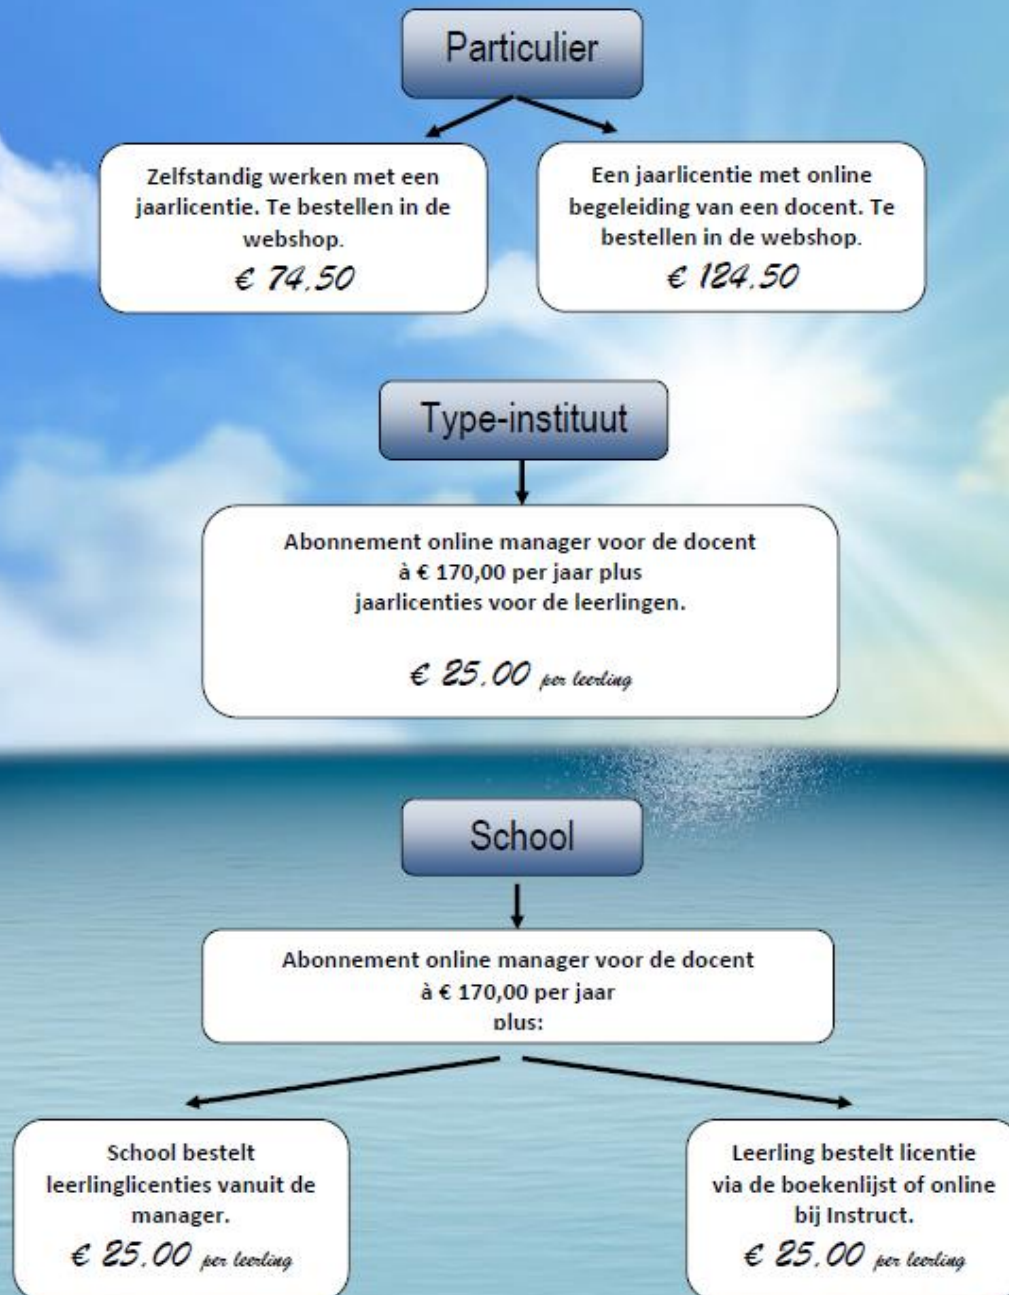 Particulier
Zelfstandig werken met een
jaarlicentie. Te bestellen in de
webshop.
€ 74,50
Een jaarlicentie met online
begeleiding van een docent. Te
bestellen in de webshop.
€ 124,50
Type-instituut
Abonnement online manager voor de docent
à € 170,00 per jaar plus
jaarlicenties voor de leerlingen.
€ 25,00 per leerling
School
Abonnement online manager voor de docent
à € 170,00 per jaar
plus:
School bestelt
leerlinglicenties vanuit de
manager.
€ 25,00 per leerling
Leerling bestelt licentie
via de boekenlijst of online
bij Instruct.
€ 25,00 per leerling